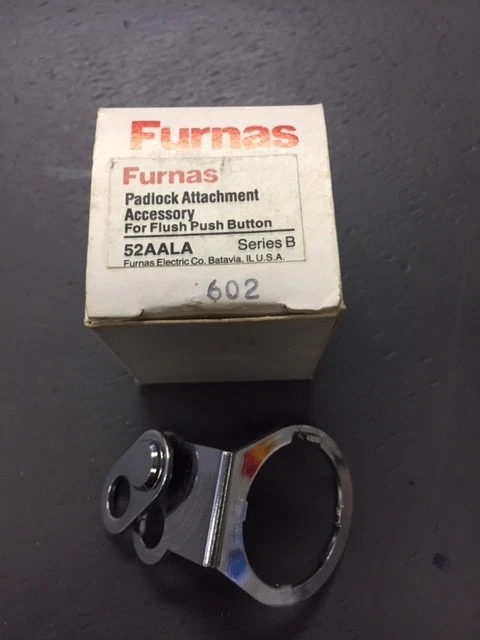 Furnas
Furnas
Padlock Attachment
Accessory
For Flush Push Button
52AALA Series B
Furnas Electric Co. Batavia, IL U.S.A.
602